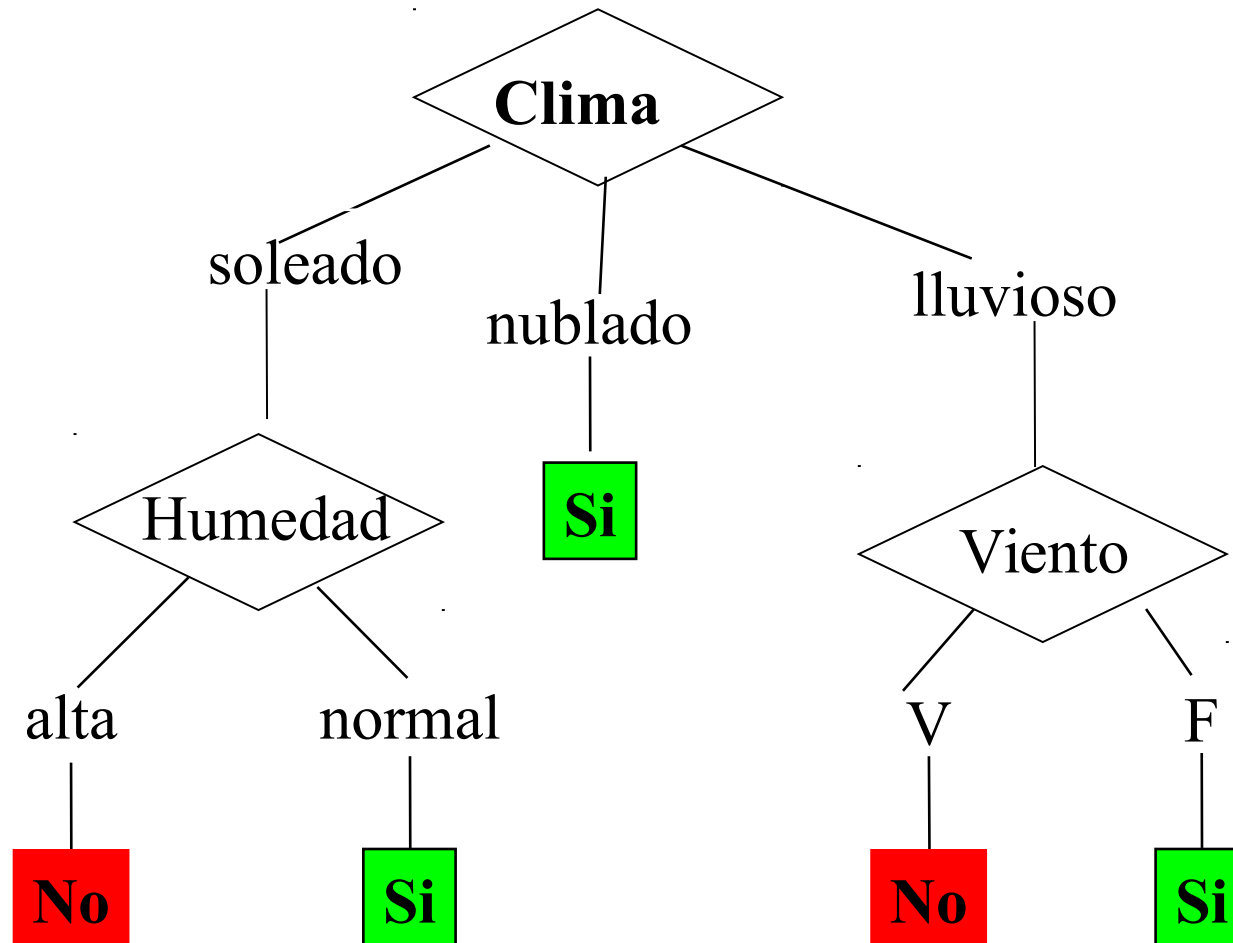 Clima
soleado
nublado
lluvioso
Humedad
Si
Viento
alta
normal
V
F
No
Si
No
Si